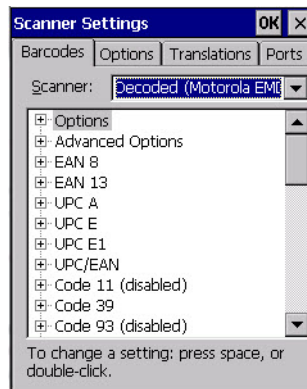 Scanner Settings OK ×
Barcodes Options Translations Ports
Scanner: Decoded (Motorola EMD
Options
Advanced Options
EAN 8
EAN 13
UPC A
UPC E
UPC E1
UPC/EAN
Code 11 (disabled)
Code 39
Code 93 (disabled)
To change a setting: press space, or
double-click.